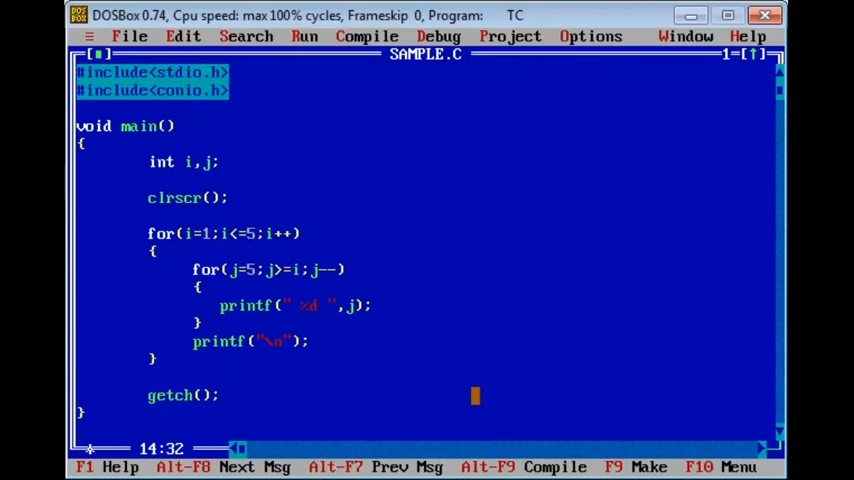 DOSBox 0.74, Cpu speed: max 100% cycles, Frameskip 0, Program: TC
≡ File Edit Search Run Compile Debug Project Options Window Help
SAMPLE.C 1=[↑]
#include<stdio.h>
#include<conio.h>
void main()
{
int i,j;
clrscr();
for(i=1;i<=5;i++)
{
for(j=5;j>=i;j--)
{
printf(" %d ",j);
}
printf("\n");
}
getch();
}
14:32
F1 Help Alt-F8 Next Msg Alt-F7 Prev Msg Alt-F9 Compile F9 Make F10 Menu